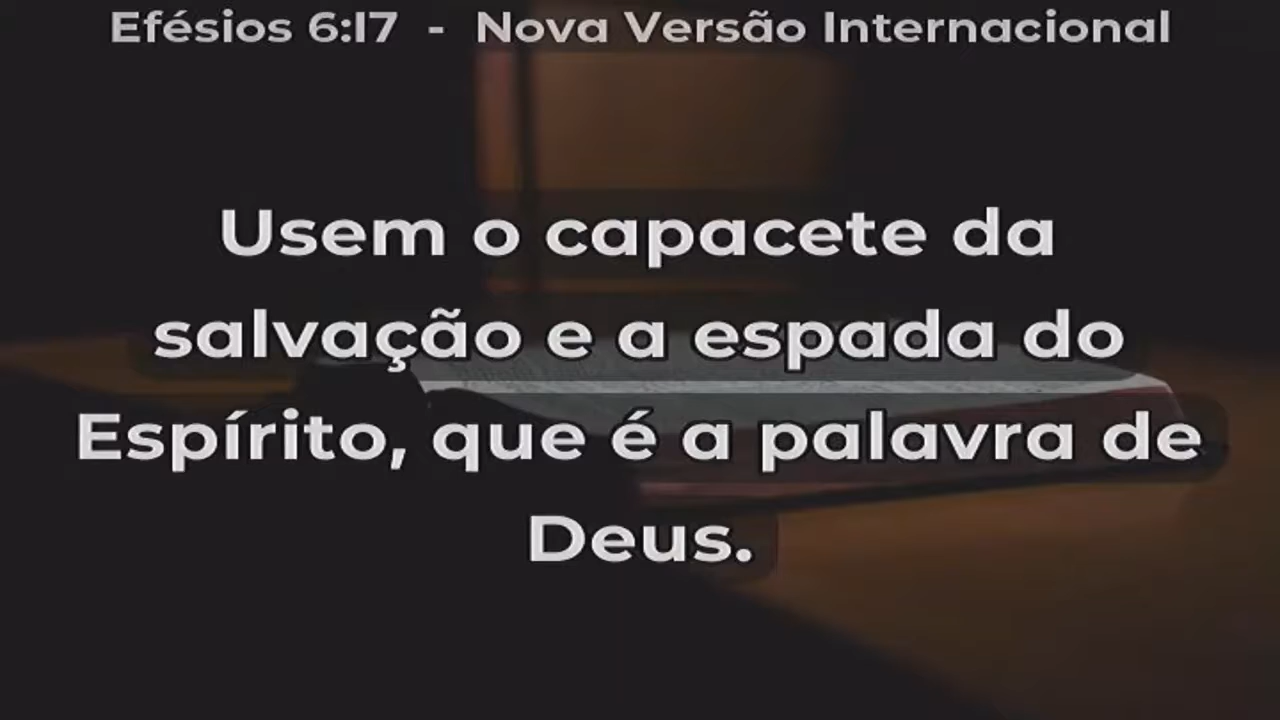 Efésios 6:17 - Nova Versão Internacional
Usem o capacete da
salvação e a espada do
Espírito, que é a palavra de
Deus.